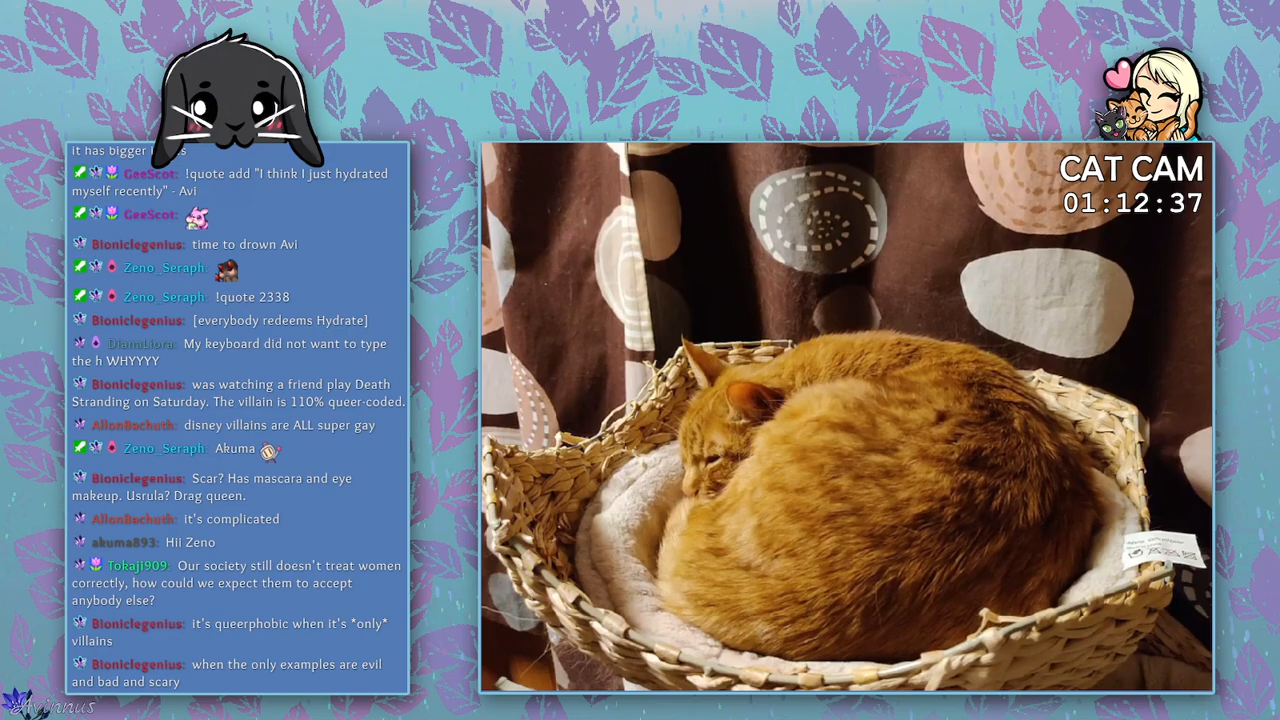 it has bigger
GeeScot: !quote add "I think I just hydrated
myself recently" - Avi
GeeScot:
Bioniclegenius: time to drown Avi
Zeno_Seraph:
Zeno_Seraph: !quote 2338
Bioniclegenius: [everybody redeems Hydrate]
DianaLiora: My keyboard did not want to type
the h WHYYYY
Bioniclegenius: was watching a friend play Death
Stranding on Saturday. The villain is 110% queer-coded.
AllonBachuth: disney villains are ALL super gay
Zeno_Seraph: Akuma
Bioniclegenius: Scar? Has mascara and eye
makeup. Usrula? Drag queen.
AllonBachuth: it's complicated
akuma893: Hii Zeno
Tokaji909: Our society still doesn't treat women
correctly, how could we expect them to accept
anybody else?
Bioniclegenius: it's queerphobic when it's *only*
villains
Bioniclegenius: when the only examples are evil
and bad and scary
Avinnus
CAT CAM
01:12:37